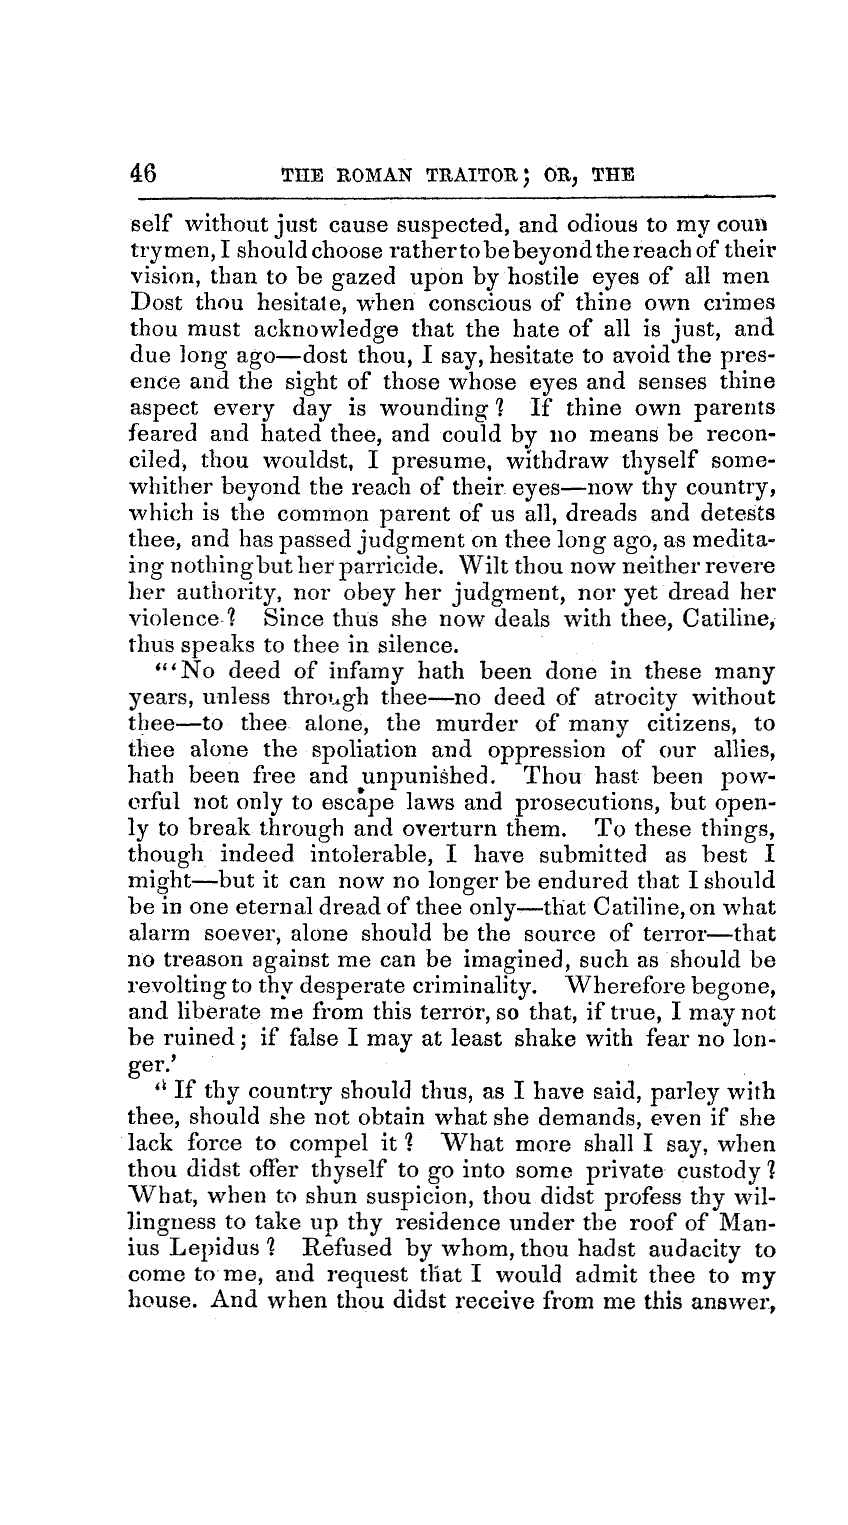 46 THE ROMAN TRAITOR; OR, THE
self without just cause suspected, and odious to my coun
trymen, I should choose rather to be beyond the reach of their
vision, than to be gazed upon by hostile eyes of all men
Dost thou hesitate, when conscious of thine own crimes
thou must acknowledge that the hate of all is just, and
due long ago—dost thou, I say, hesitate to avoid the pres-
ence and the sight of those whose eyes and senses thine
aspect every day is wounding? If thine own parents
feared and hated thee, and could by no means be recon-
ciled, thou wouldst, I presume, withdraw thyself some-
whither beyond the reach of their eyes—now thy country,
which is the common parent of us all, dreads and detests
thee, and has passed judgment on thee long ago, as medita-
ing nothing but her parricide. Wilt thou now neither revere
her authority, nor obey her judgment, nor yet dread her
violence? Since thus she now deals with thee, Catiline,
thus speaks to thee in silence.
"'No deed of infamy hath been done in these many
years, unless through thee—no deed of atrocity without
thee—to thee alone, the murder of many citizens, to
thee alone the spoliation and oppression of our allies,
hath been free and unpunished. Thou hast been pow-
erful not only to escape laws and prosecutions, but open-
ly to break through and overturn them. To these things,
though indeed intolerable, I have submitted as best I
might—but it can now no longer be endured that I should
be in one eternal dread of thee only—that Catiline, on what
alarm soever, alone should be the source of terror—that
no treason against me can be imagined, such as should be
revolting to thy desperate criminality. Wherefore begone,
and liberate me from this terror, so that, if true, I may not
be ruined; if false I may at least shake with fear no lon-
ger.'
"If thy country should thus, as I have said, parley with
thee, should she not obtain what she demands, even if she
lack force to compel it? What more shall I say, when
thou didst offer thyself to go into some private custody?
What, when to shun suspicion, thou didst profess thy wil-
lingness to take up thy residence under the roof of Man-
ius Lepidus? Refused by whom, thou hadst audacity to
come to me, and request that I would admit thee to my
house. And when thou didst receive from me this answer,